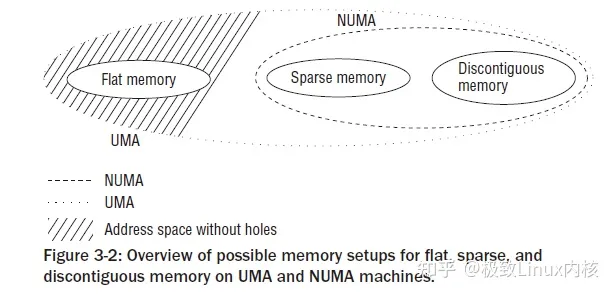 NUMA
Flat memory
Sparse memory
Discontiguous
memory
UMA
NUMA
UMA
Address space without holes
Figure 3-2: Overview of possible memory setups for flat, sparse, and
discontiguous memory on UMA and NUMA machines.
知乎 @极致Linux内核